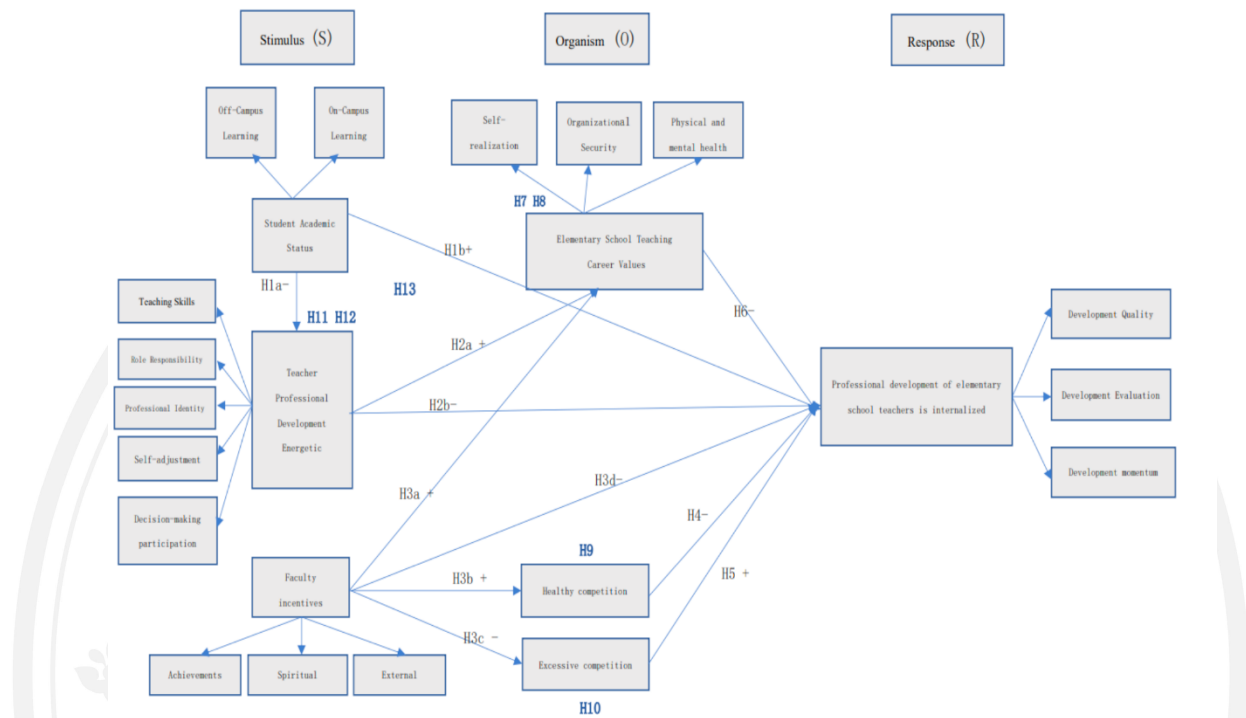 Stimulus (S)
Organism (O)
Response (R)
Off-Campus
Learning
On-Campus
Learning
Self-
realization
Organizational
Security
Physical and
mental health
H7 H8
Student Academic
Status
Elementary School Teaching
Career Values
H1b+
H1a-
H13
H11 H12
H6-
Teaching Skills
Role Responsibility
Professional Identity
Self-adjustment
Decision-making
participation
Teacher
Professional
Development
Energetic
H2a +
H2b-
Professional development of elementary
school teachers is internalized
Development Quality
Development Evaluation
Development momentum
H3a +
H3d-
H4-
H5 +
H9
Faculty
incentives
H3b +
Healthy competition
H3c -
Excessive competition
H10
Achievements
Spiritual
External